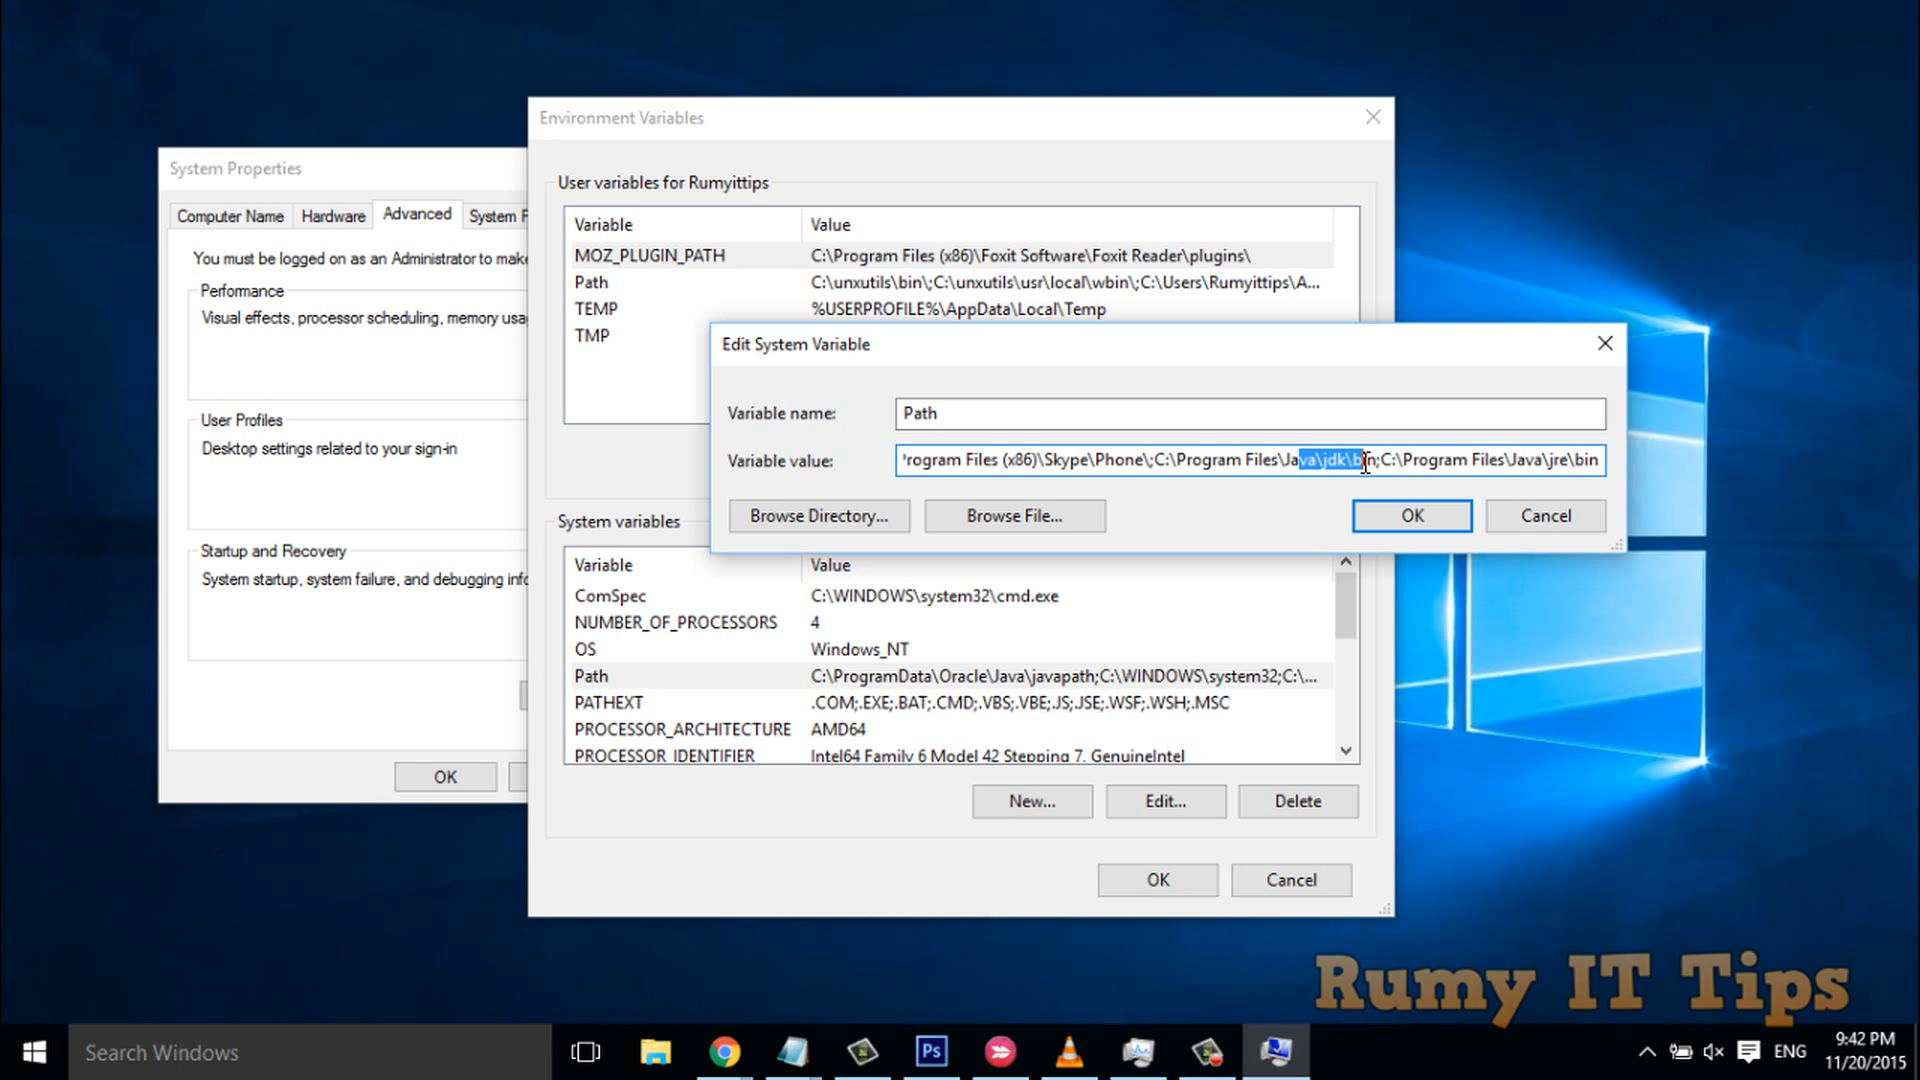 Environment Variables
System Properties
Computer Name Hardware Advanced System P
You must be logged on as an Administrator to make
Performance
Visual effects, processor scheduling, memory usa
User Profiles
Desktop settings related to your sign-in
Startup and Recovery
System startup, system failure, and debugging info
OK
User variables for Rumyittips
Variable Value
MOZ_PLUGIN_PATH C:\Program Files (x86)\Foxit Software\Foxit Reader\plugins\
Path C:\unxutils\bin\;C:\unxutils\usr\local\wbin\;C:\Users\Rumyittips\A...
TEMP %USERPROFILE%\AppData\Local\Temp
TMP
Edit System Variable
Variable name: Path
Variable value: rogram Files (x86)\Skype\Phone\;C:\Program Files\Java\jdk\bin;C:\Program Files\Java\jre\bin
Browse Directory... Browse File... OK Cancel
System variables
Variable Value
ComSpec C:\WINDOWS\system32\cmd.exe
NUMBER_OF_PROCESSORS 4
OS Windows_NT
Path C:\ProgramData\Oracle\Java\javapath;C:\WINDOWS\system32;C:\...
PATHEXT .COM;.EXE;.BAT;.CMD;.VBS;.VBE;.JS;.JSE;.WSF;.WSH;.MSC
PROCESSOR_ARCHITECTURE AMD64
PROCESSOR_IDENTIFIER Intel64 Family 6 Model 42 Stepping 7, GenuineIntel
New... Edit... Delete
OK Cancel
Rumy IT Tips
Search Windows
Ps
ENG
9:42 PM
11/20/2015